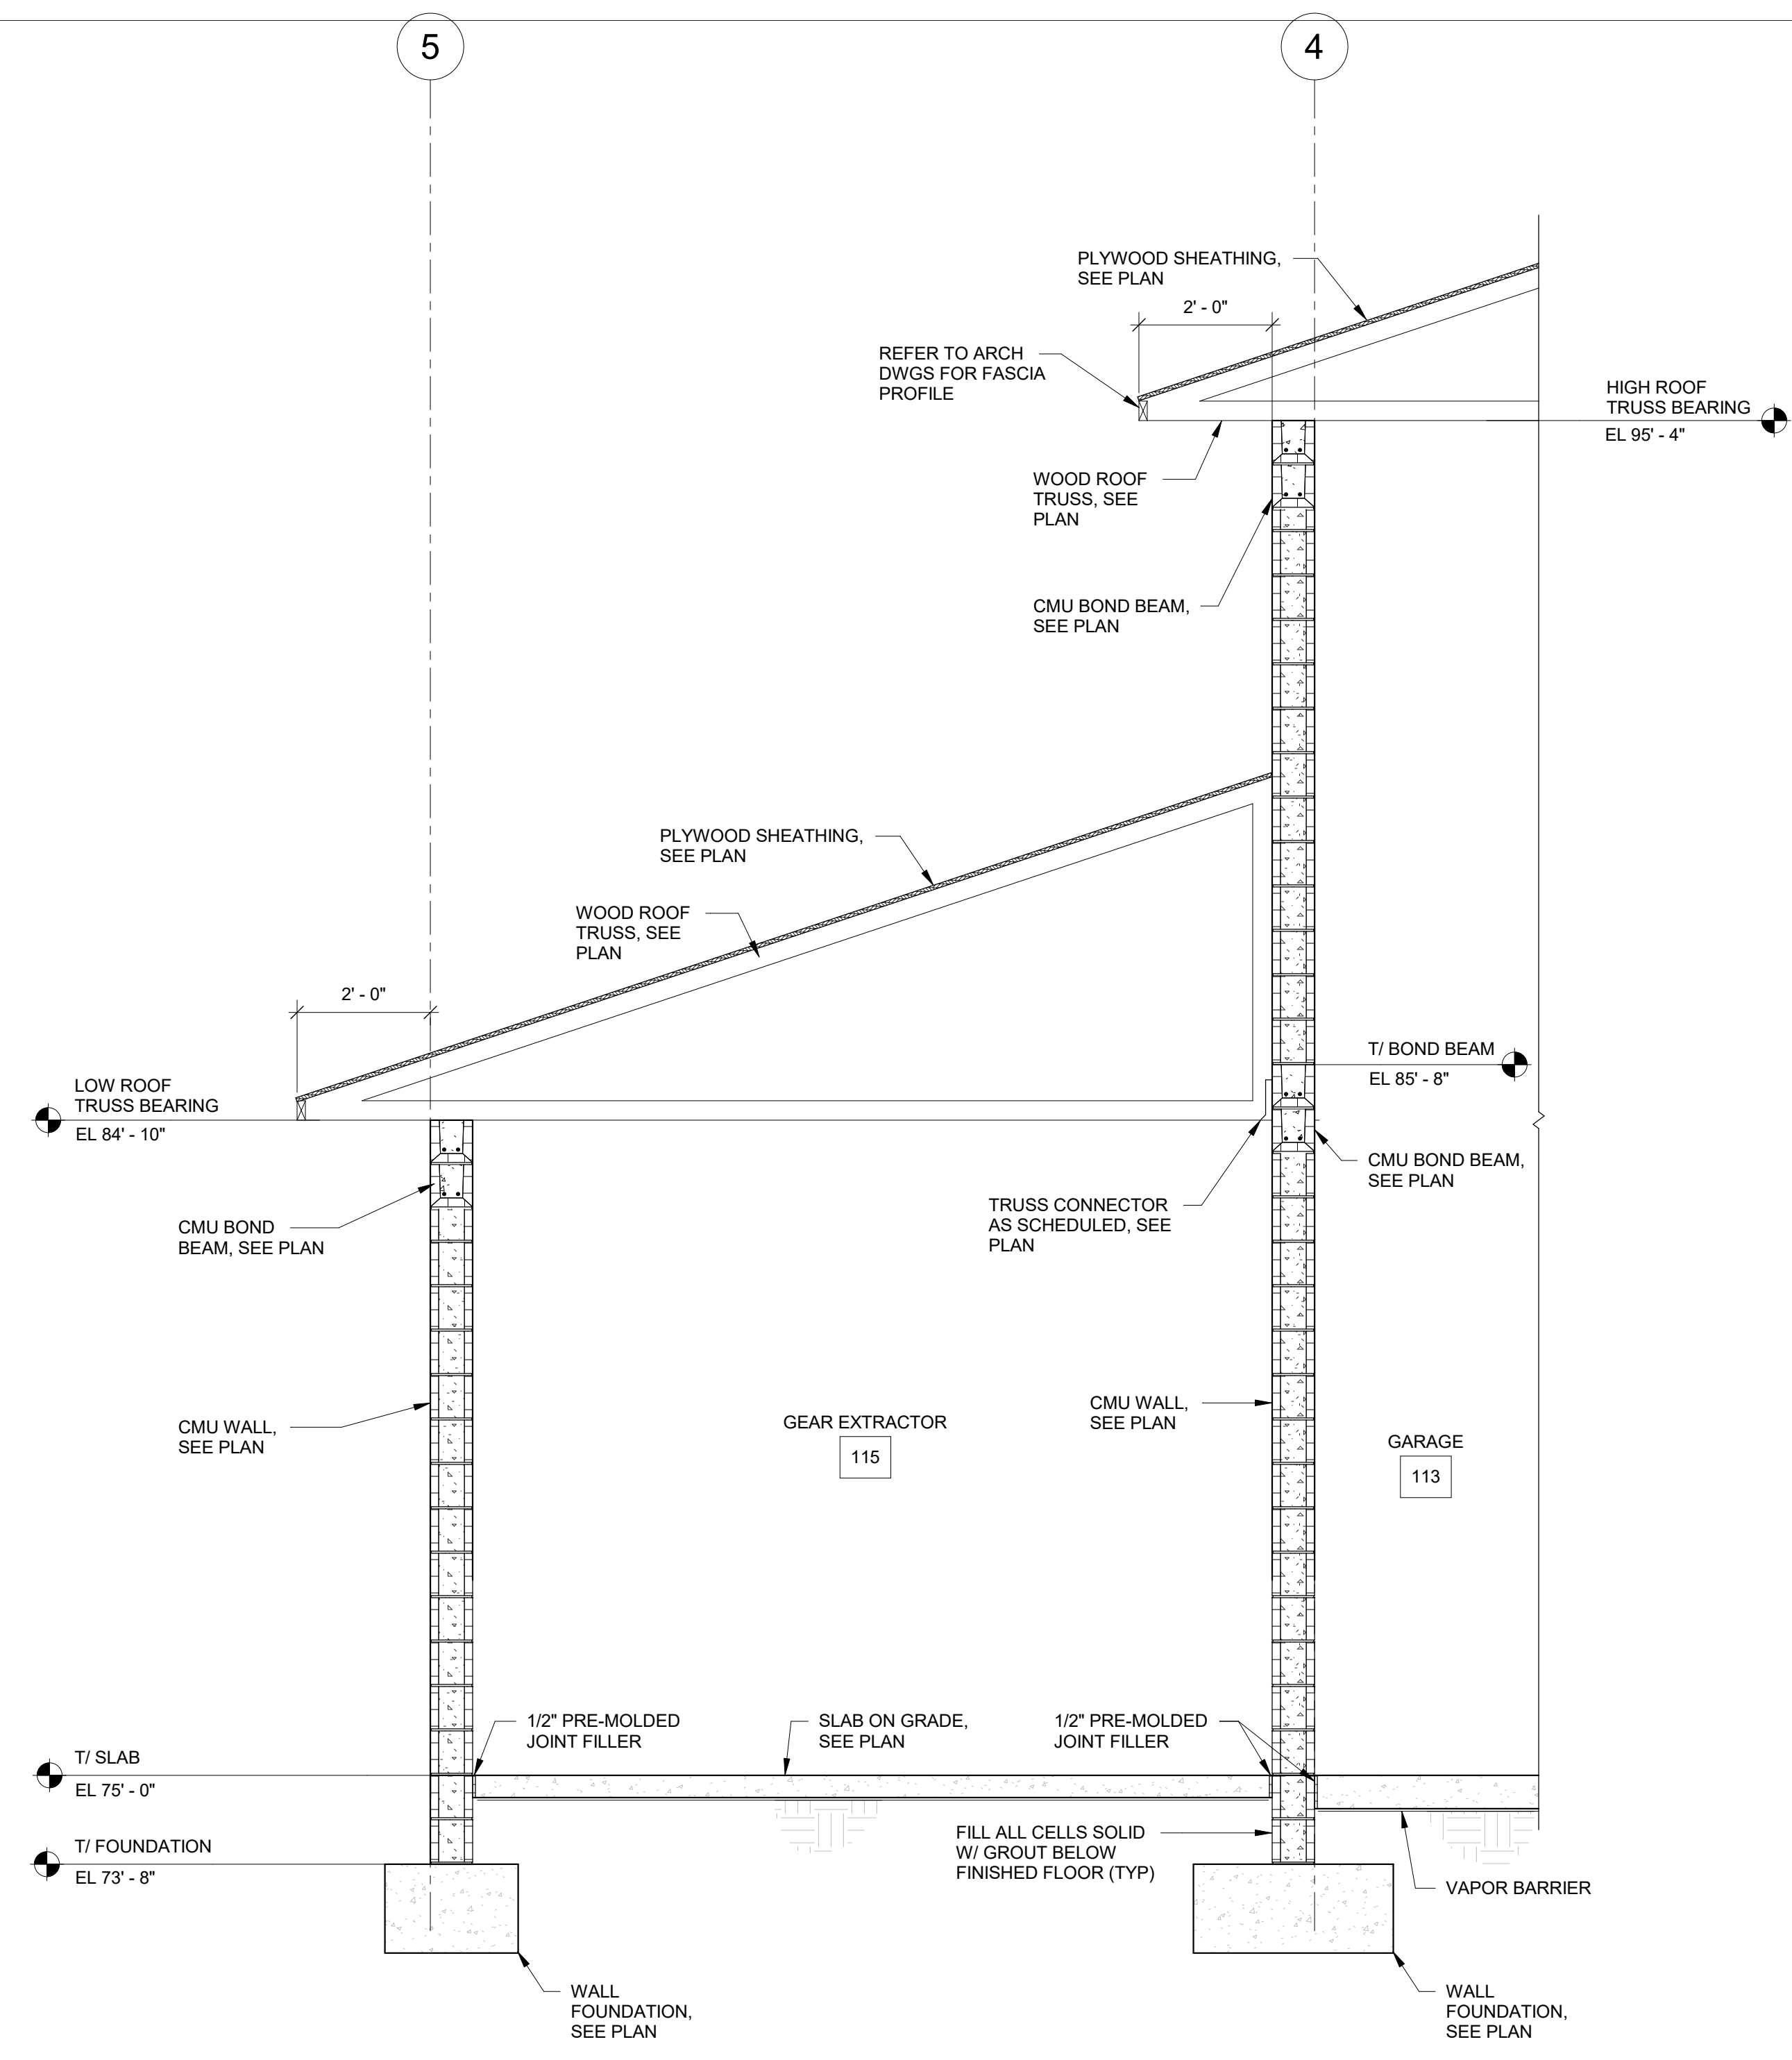 5
4
PLYWOOD SHEATHING,
SEE PLAN
2' - 0"
REFER TO ARCH
DWGS FOR FASCIA
PROFILE
HIGH ROOF
TRUSS BEARING
EL 95' - 4"
WOOD ROOF
TRUSS, SEE
PLAN
CMU BOND BEAM,
SEE PLAN
PLYWOOD SHEATHING,
SEE PLAN
WOOD ROOF
TRUSS, SEE
PLAN
2' - 0"
LOW ROOF
TRUSS BEARING
EL 84' - 10"
T/ BOND BEAM
EL 85' - 8"
CMU BOND BEAM,
SEE PLAN
TRUSS CONNECTOR
AS SCHEDULED, SEE
PLAN
CMU BOND
BEAM, SEE PLAN
CMU WALL,
SEE PLAN
GEAR EXTRACTOR
115
CMU WALL,
SEE PLAN
GARAGE
113
1/2" PRE-MOLDED
JOINT FILLER
SLAB ON GRADE,
SEE PLAN
1/2" PRE-MOLDED
JOINT FILLER
T/ SLAB
EL 75' - 0"
T/ FOUNDATION
EL 73' - 8"
FILL ALL CELLS SOLID
W/ GROUT BELOW
FINISHED FLOOR (TYP)
VAPOR BARRIER
WALL
FOUNDATION,
SEE PLAN
WALL
FOUNDATION,
SEE PLAN